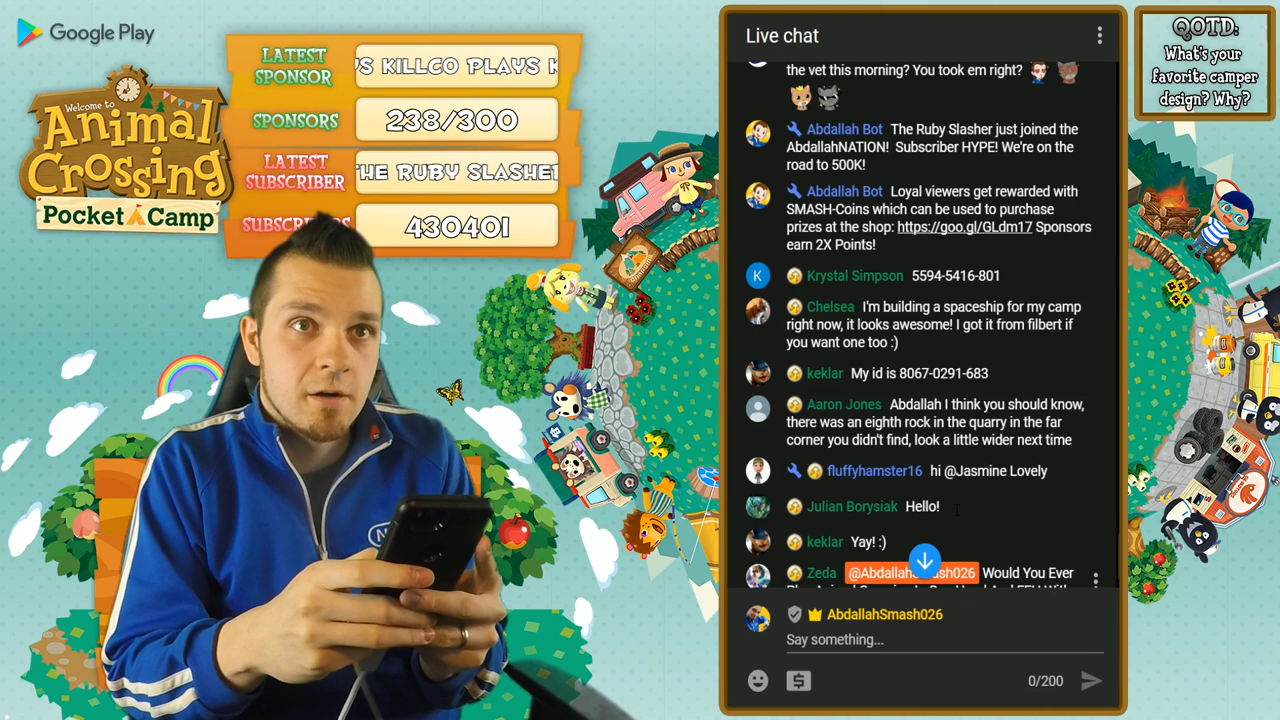 Google Play
Welcome to
Animal
Crossing
Pocket Camp
LATEST
SPONSOR
'S KILLGO PLAYS K
SPONSORS
238/300
LATEST
SUBSCRIBER
THE RUBY SLASHER
SUBSCRIBERS
430401
Live chat
the vet this morning? You took em right?
Abdallah Bot The Ruby Slasher just joined the
AbdallahNATION! Subscriber HYPE! We're on the
road to 500K!
Abdallah Bot Loyal viewers get rewarded with
SMASH-Coins which can be used to purchase
prizes at the shop: https://goo.gl/GLdm17 Sponsors
earn 2X Points!
K
Krystal Simpson 5594-5416-801
Chelsea I'm building a spaceship for my camp
right now, it looks awesome! I got it from filbert if
you want one too :)
keklar My id is 8067-0291-683
Aaron Jones Abdallah I think you should know,
there was an eighth rock in the quarry in the far
corner you didn't find, look a little wider next time
fluffyhamster16 hi @Jasmine Lovely
Julian Borysiak Hello!
keklar Yay! :)
Zeda @AbdallahSmash026 Would You Ever
AbdallahSmash026
Say something...
0/200
QOTD:
What's your
favorite camper
design? Why?